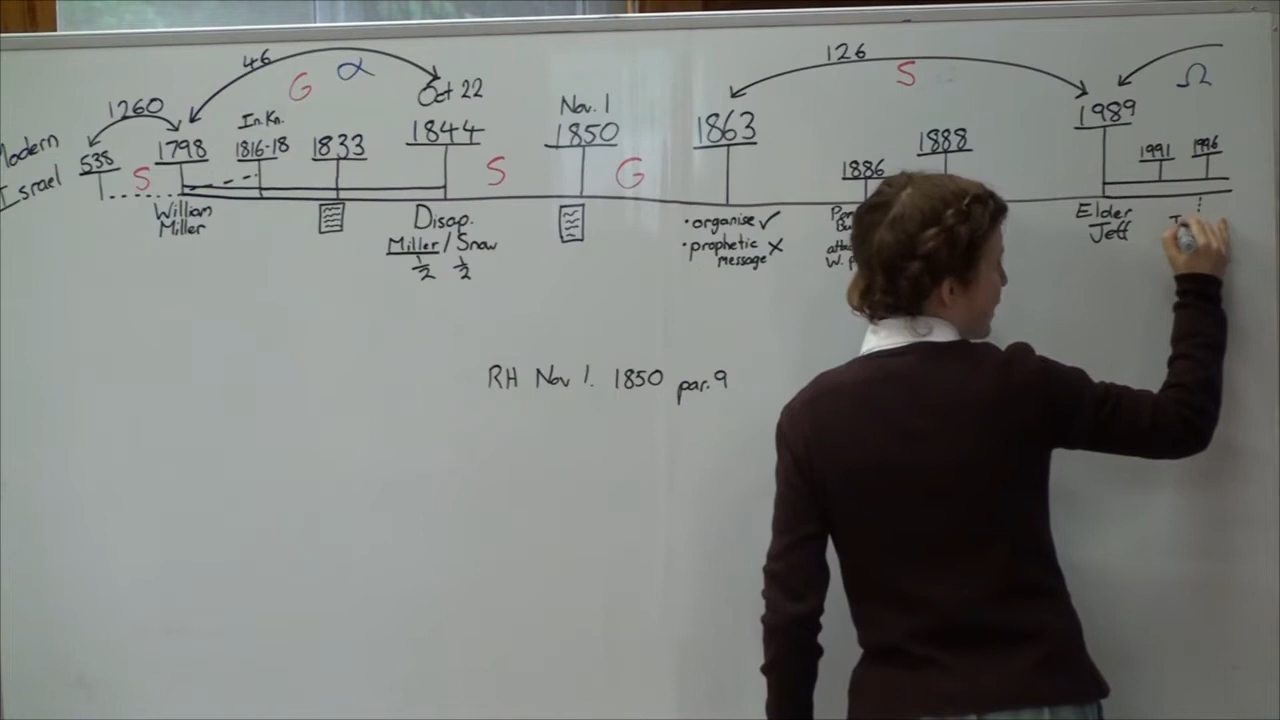 46
G
α
Oct 22
126
S
Ω
1260
In. Kn.
Nov. 1
Modern
Israel
538
S
1798
1816-18
1833
1844
S
1850
G
1863
1886
1888
1989
1991
1996
William
Miller
Disap.
Miller / Snow
½ ½
• organise ✓
• prophetic X
message
W.
Elder
Jeff
RH Nov 1. 1850 par. 9